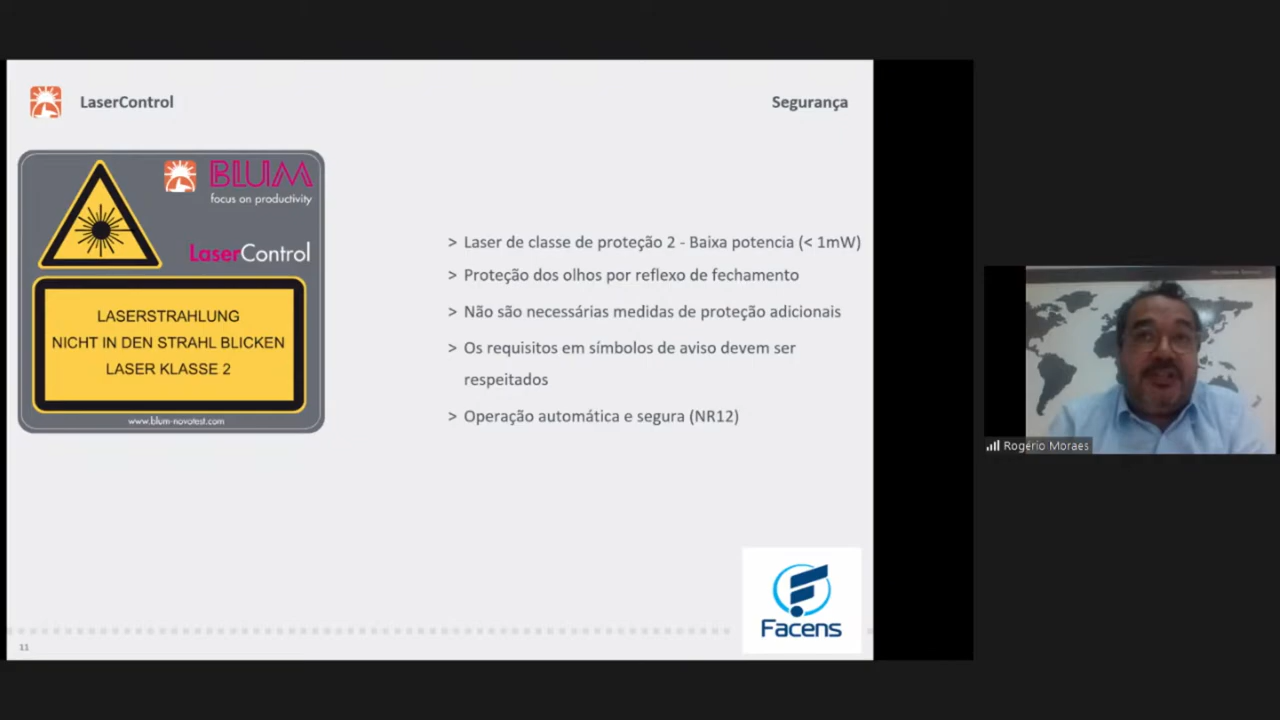 LaserControl
Segurança
BLUM
focus on productivity
LaserControl
LASERSTRAHLUNG
NICHT IN DEN STRAHL BLICKEN
LASER KLASSE 2
www.blum-novotest.com
> Laser de classe de proteção 2 - Baixa potencia (< 1mW)
> Proteção dos olhos por reflexo de fechamento
> Não são necessárias medidas de proteção adicionais
> Os requisitos em símbolos de aviso devem ser
respeitados
> Operação automática e segura (NR12)
Facens
11
Rogério Moraes